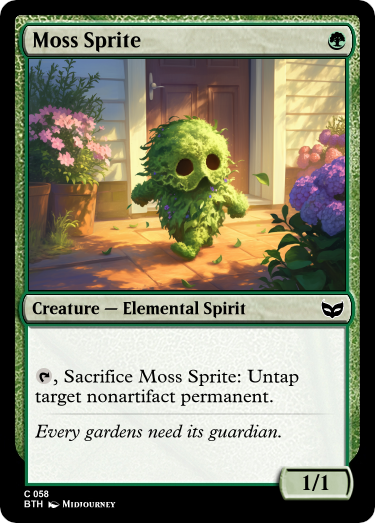 Moss Sprite
Creature — Elemental Spirit
, Sacrifice Moss Sprite: Untap
target nonartifact permanent.
Every gardens need its guardian.
1/1
C 058
BTH Midjourney